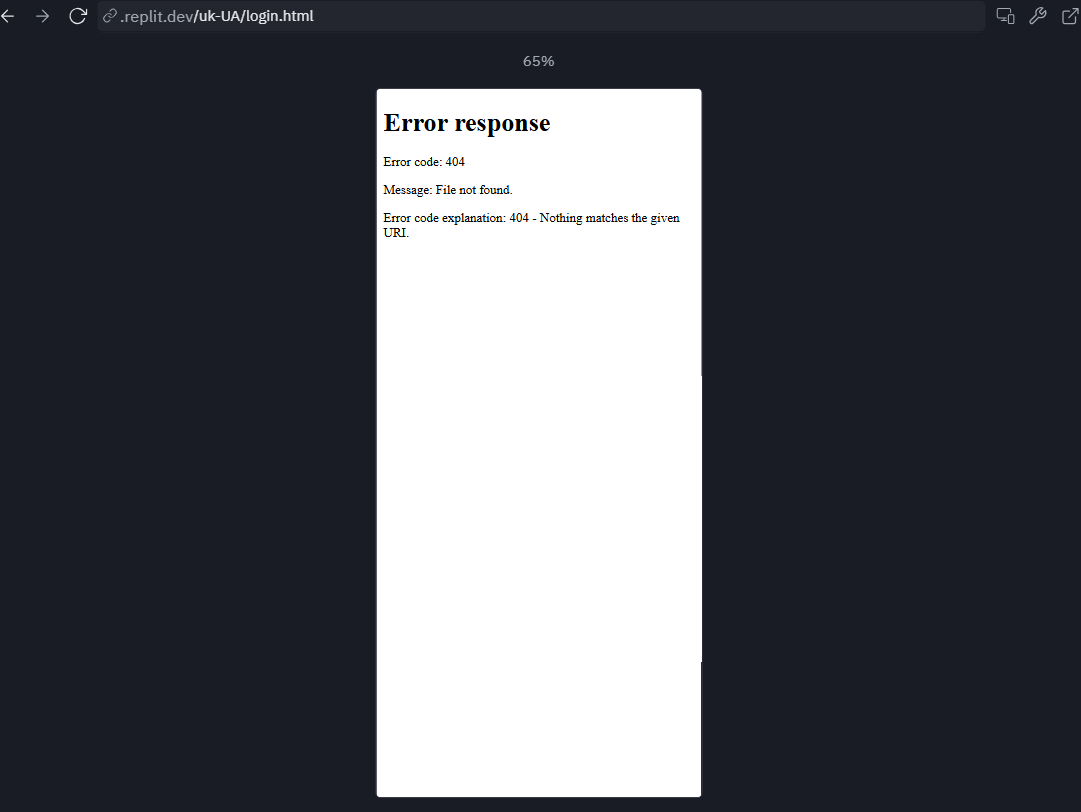 .replit.dev/uk-UA/login.html
65%
Error response
Error code: 404
Message: File not found.
Error code explanation: 404 - Nothing matches the given
URI.